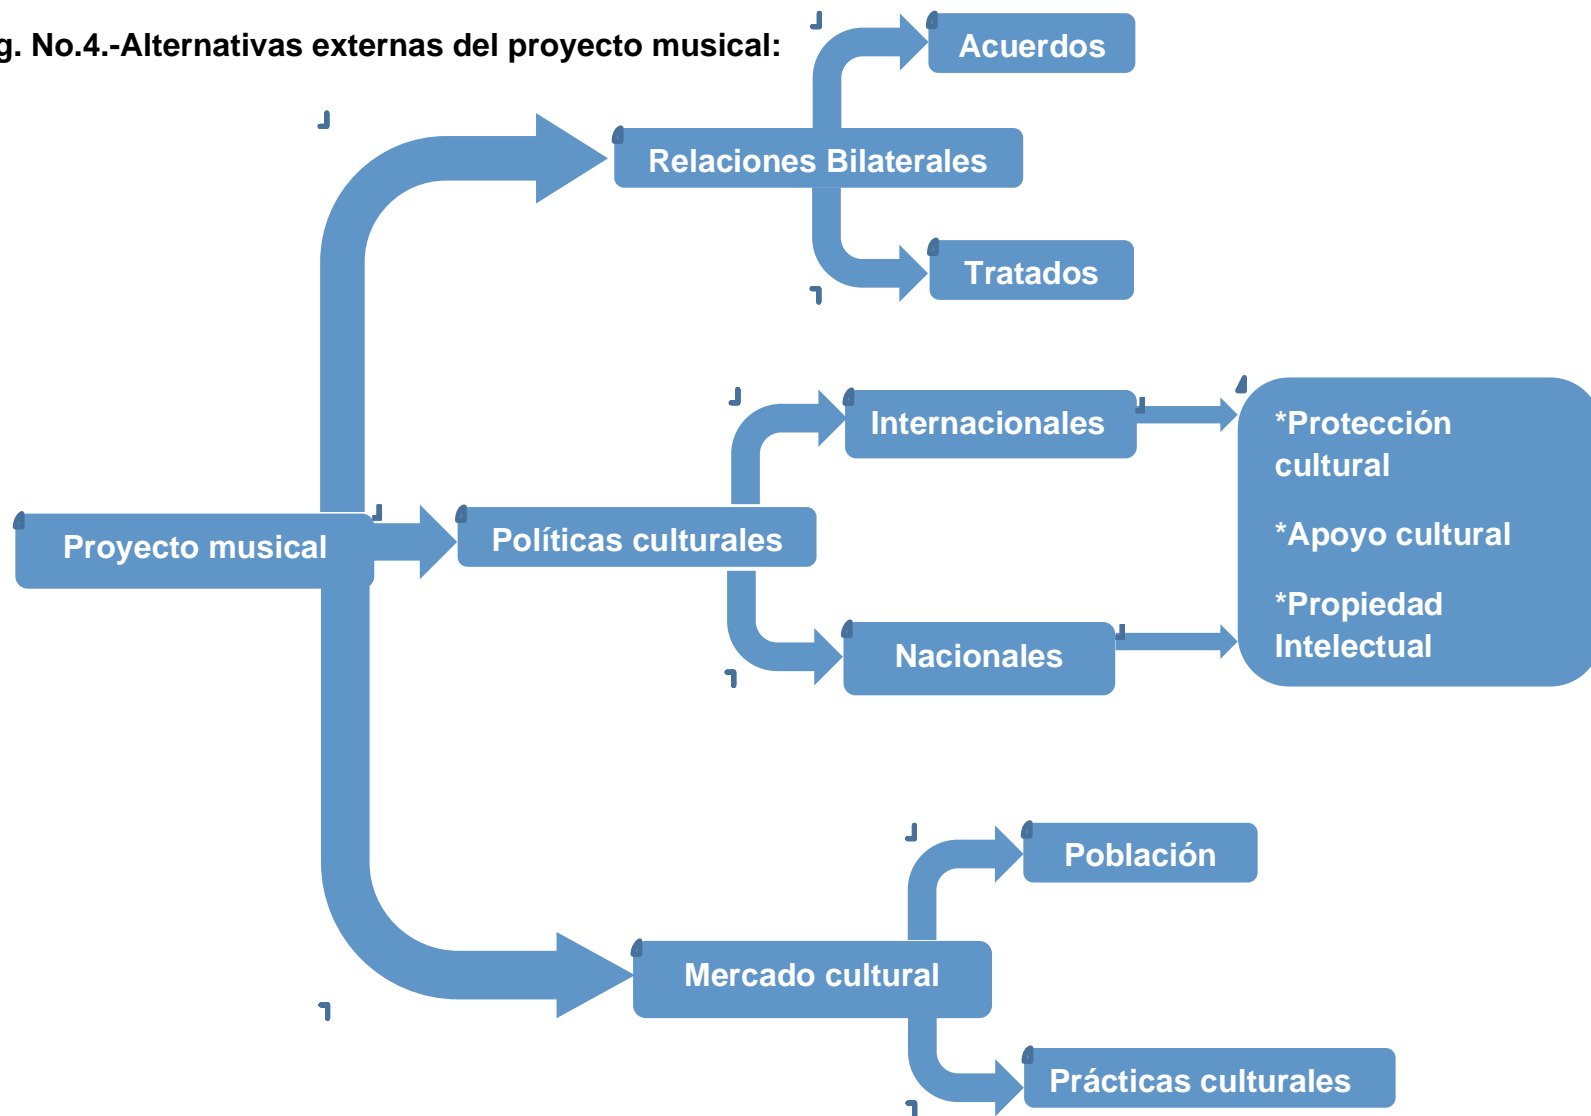 g. No.4.-Alternativas externas del proyecto musical:
Acuerdos
Relaciones Bilaterales
Tratados
Internacionales
*Protección
cultural
*Apoyo cultural
*Propiedad
Intelectual
Proyecto musical
Políticas culturales
Nacionales
Población
Mercado cultural
Prácticas culturales